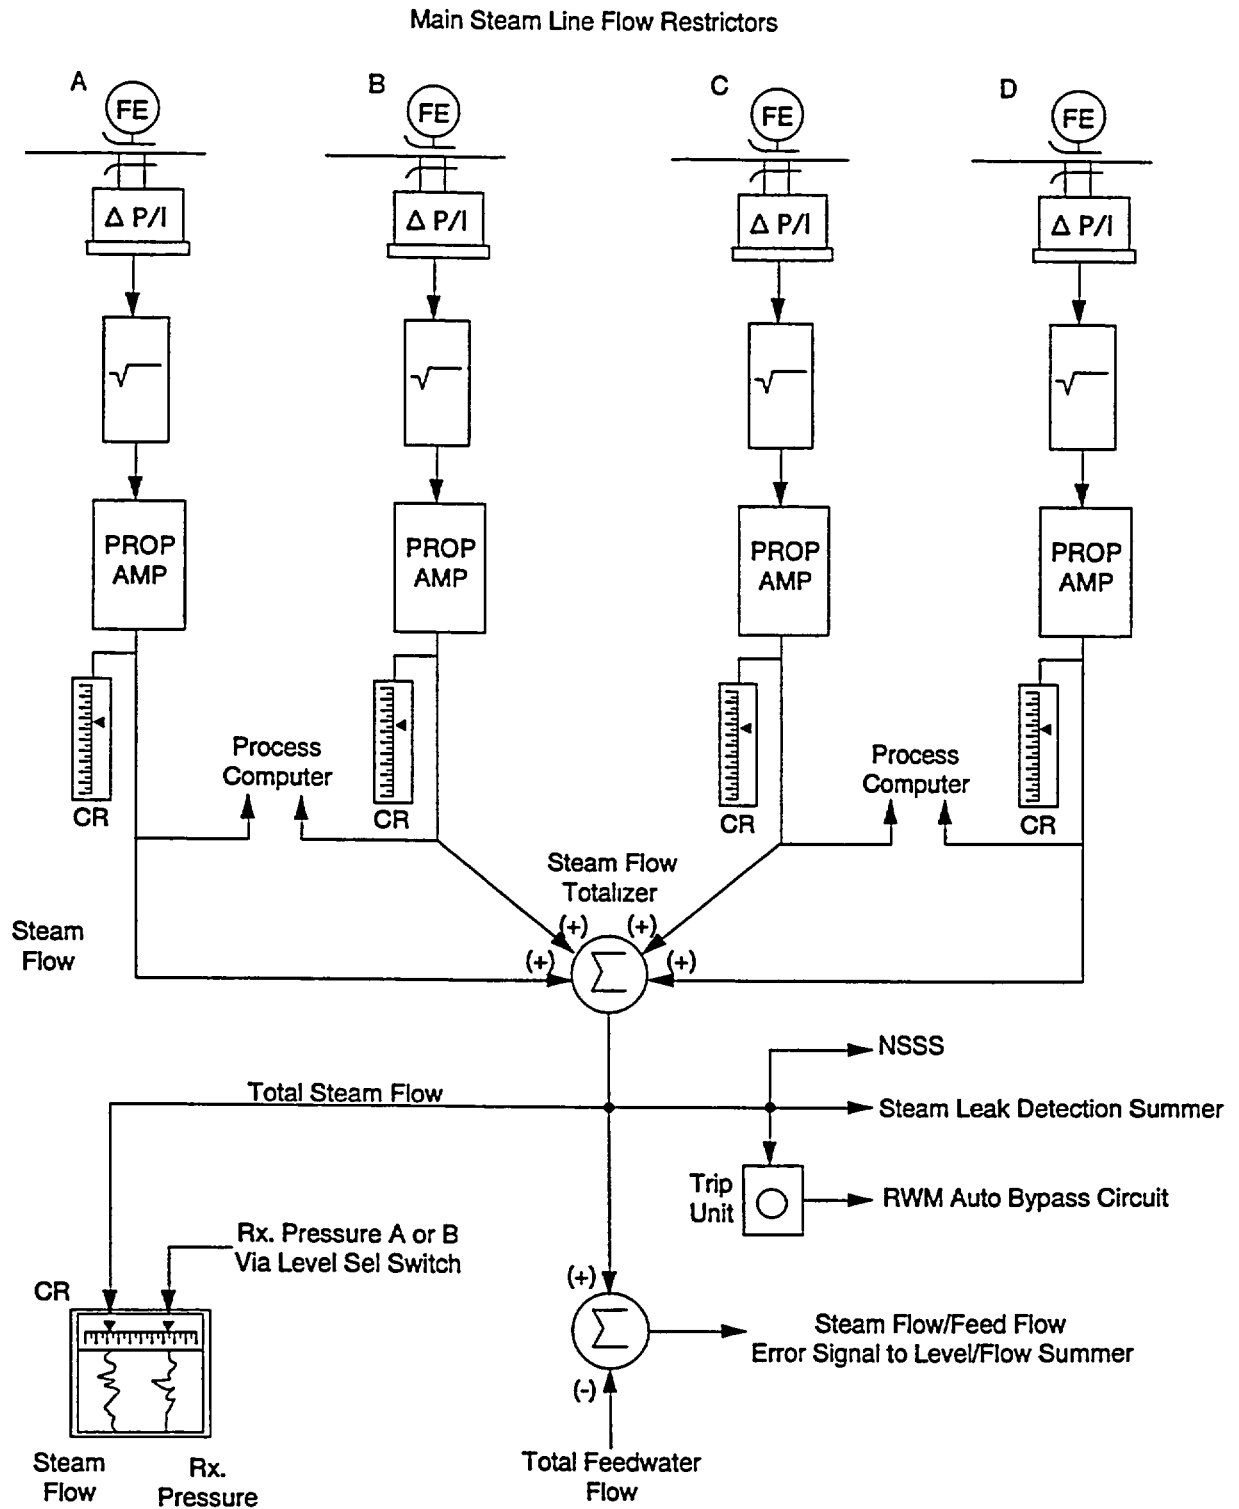 Main Steam Line Flow Restrictors
A
B
C
D
FE
FE
FE
FE
Δ P/I
Δ P/I
Δ P/I
Δ P/I
√
√
√
√
PROP
AMP
PROP
AMP
PROP
AMP
PROP
AMP
Process
Computer
Process
Computer
CR
CR
CR
CR
Steam Flow
Totalizer
(+)
(+)
Steam
Flow
(+)
(+)
Σ
NSSS
Total Steam Flow
Steam Leak Detection Summer
Trip
Unit
RWM Auto Bypass Circuit
Rx. Pressure A or B
Via Level Sel Switch
CR
(+)
Σ
Steam Flow/Feed Flow
Error Signal to Level/Flow Summer
(-)
Total Feedwater
Flow
Steam
Flow
Rx.
Pressure